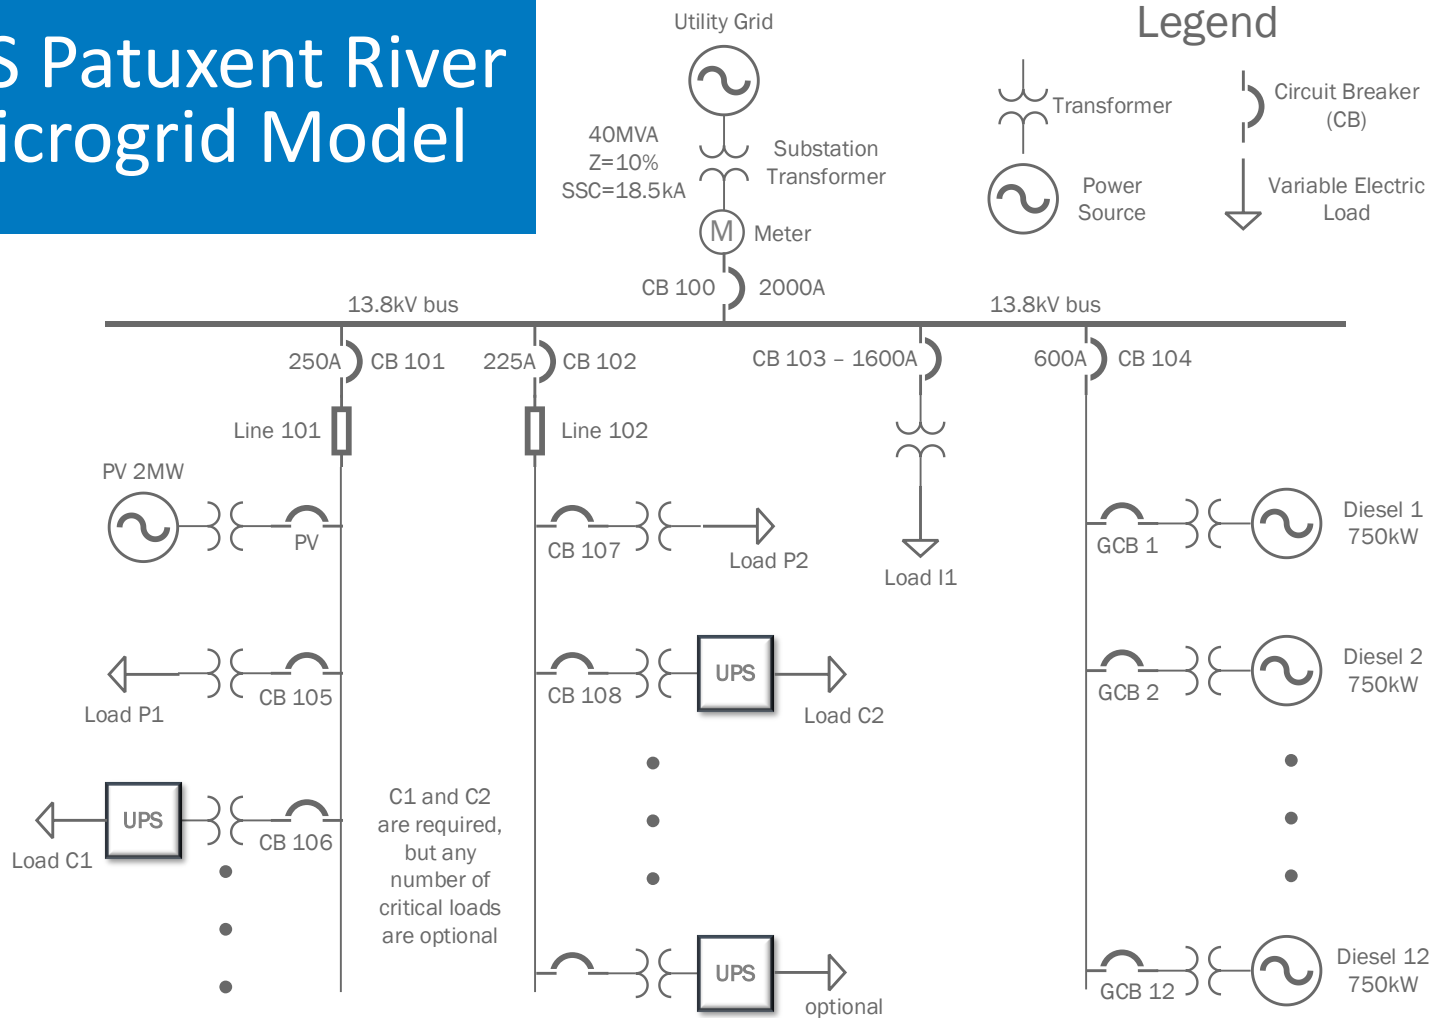 S Patuxent River
icrogrid Model
Utility Grid
40MVA
Z=10%
SSC=18.5kA
Substation
Transformer
M
Meter
CB 100
2000A
Legend
Transformer
Circuit Breaker
(CB)
Power
Source
Variable Electric
Load
13.8kV bus
13.8kV bus
250A
CB 101
225A
CB 102
CB 103 – 1600A
600A
CB 104
Line 101
Line 102
PV 2MW
PV
CB 107
Load P2
Load I1
GCB 1
Diesel 1
750kW
Load P1
CB 105
CB 108
UPS
Load C2
GCB 2
Diesel 2
750kW
UPS
Load C1
CB 106
C1 and C2
are required,
but any
number of
critical loads
are optional
UPS
optional
GCB 12
Diesel 12
750kW